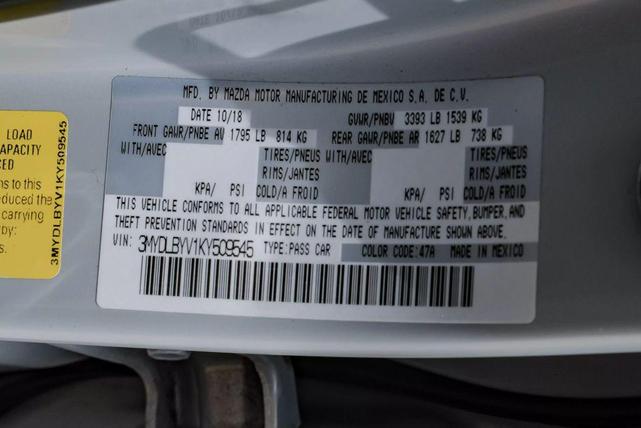 MFD. BY MAZDA MOTOR MANUFACTURING DE MEXICO S.A. DE C.V.
DATE 10/18 GVWR/PNBV 3393 LB 1539 KG
FRONT GAWR/PNBE AV 1795 LB 814 KG REAR GAWR/PNBE AR 1627 LB 738 KG
WITH/AVEC TIRES/PNEUS WITH/AVEC TIRES/PNEUS
RIMS/JANTES RIMS/JANTES
KPA/ PSI COLD/A FROID KPA/ PSI COLD/A FROID
THIS VEHICLE CONFORMS TO ALL APPLICABLE FEDERAL MOTOR VEHICLE SAFETY, BUMPER, AND
THEFT PREVENTION STANDARDS IN EFFECT ON THE DATE OF MANUFACTURE SHOWN ABOVE.
VIN: 3MYDLBYV1KY509545 TYPE:PASS CAR COLOR CODE:47A MADE IN MEXICO
LOAD
CAPACITY
ns to this
educed the
carrying
by:
s.
3MYDLBYV1KY509545